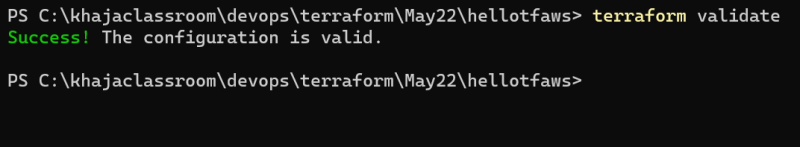 PS C:\khajaclassroom\devops\terraform\May22\hellotfaws> terraform validate
Success! The configuration is valid.
PS C:\khajaclassroom\devops\terraform\May22\hellotfaws>